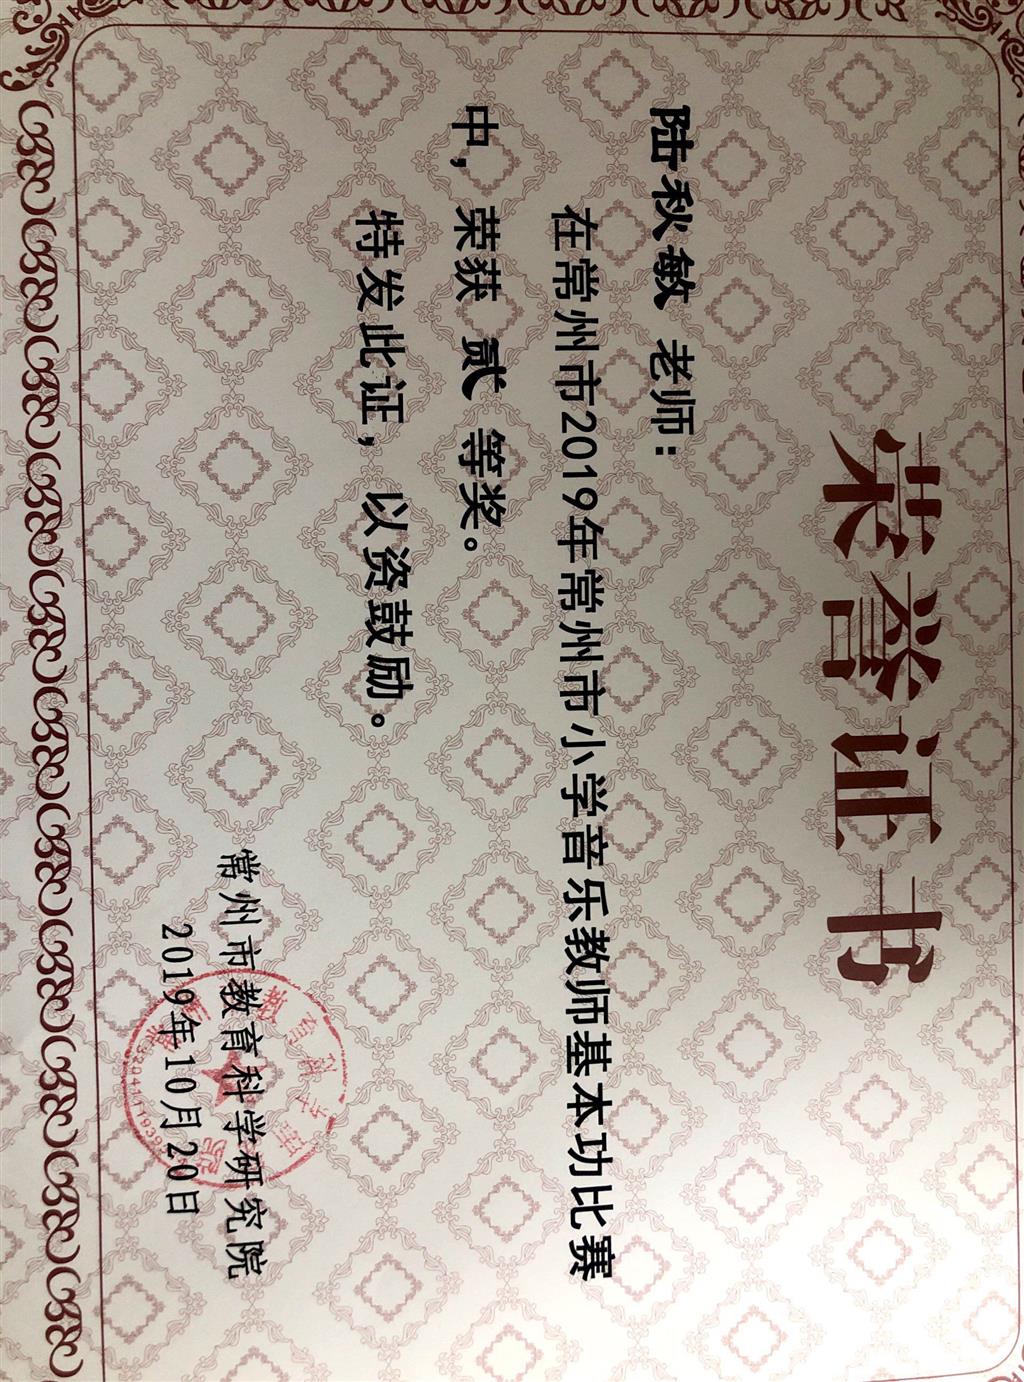 荣誉证书
陆秋敏 老师：
在常州市2019年常州市小学音乐教师基本功比赛
中，荣获 贰 等奖。
特发此证，以资鼓励。
常州市教育科学研究院
2019年10月20日